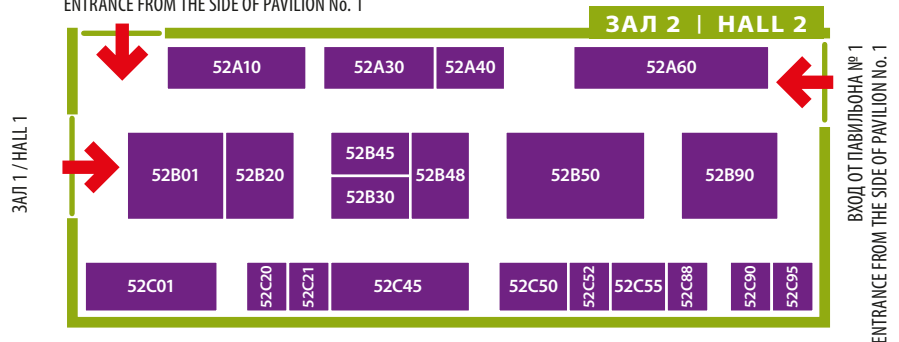 ENTRANCE FROM THE SIDE OF PAVILION No. 1
ЗАЛ 2 | HALL 2
52A10
52A30
52A40
52A60
ЗАЛ 1 / HALL 1
ВХОД ОТ ПАВИЛЬОНА № 1
ENTRANCE FROM THE SIDE OF PAVILION No. 1
52B01
52B20
52B45
52B30
52B48
52B50
52B90
52C01
52C20
52C21
52C45
52C50
52C52
52C55
52C88
52C90
52C95